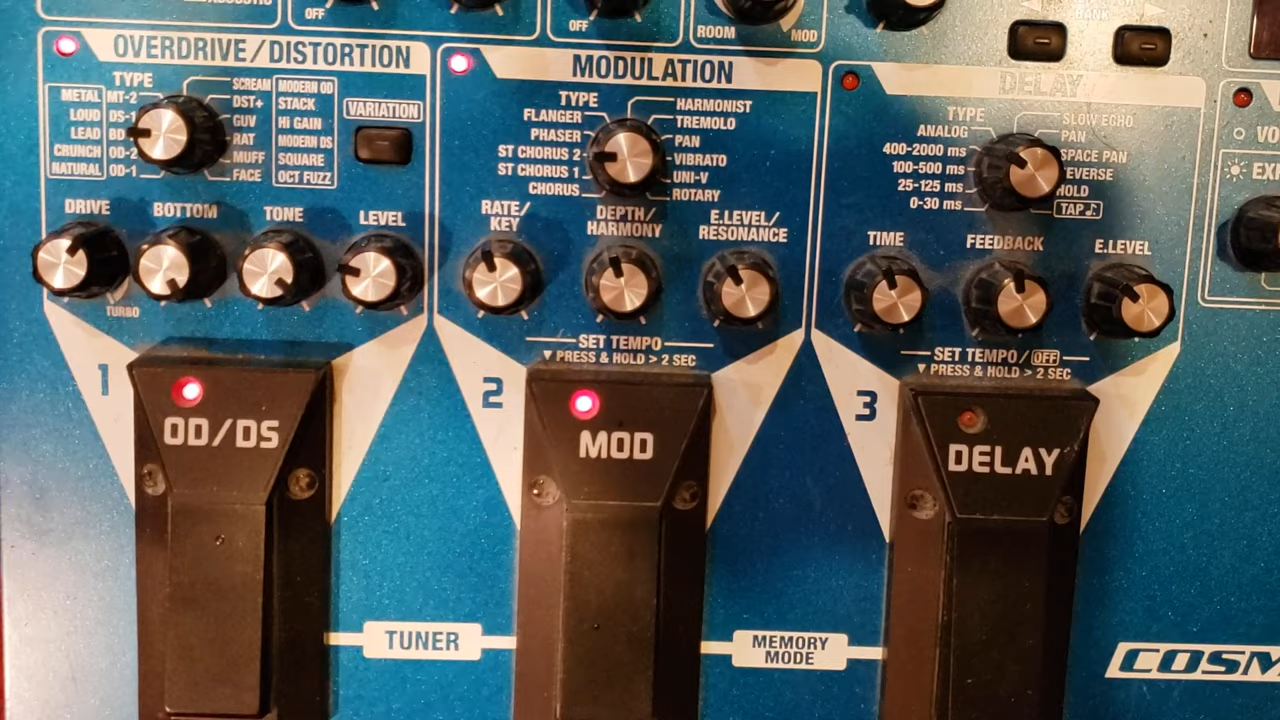 ACOUSTIC
OFF
OFF
ROOM
MOD
BANK
OVERDRIVE/DISTORTION
TYPE
METAL MT-2
LOUD DS-1
LEAD BD
CRUNCH OD-2
NATURAL OD-1
SCREAM MODERN OD
DST+ STACK
GUV Hi GAIN
RAT MODERN DS
MUFF SQUARE
FACE OCT FUZZ
VARIATION
DRIVE
BOTTOM
TONE
LEVEL
TURBO
MODULATION
TYPE
FLANGER
PHASER
ST CHORUS 2
ST CHORUS 1
CHORUS
HARMONIST
TREMOLO
PAN
VIBRATO
UNI-V
ROTARY
RATE/
KEY
DEPTH/
HARMONY
E.LEVEL/
RESONANCE
SET TEMPO
▼ PRESS & HOLD > 2 SEC
DELAY
TYPE
ANALOG
400-2000 ms
100-500 ms
25-125 ms
0-30 ms
SLOW ECHO
PAN
SPACE PAN
HOLD
TAP ♪
TIME
FEEDBACK
E.LEVEL
SET TEMPO/OFF
▼ PRESS & HOLD > 2 SEC
1
2
3
OD/DS
MOD
DELAY
TUNER
MEMORY
MODE